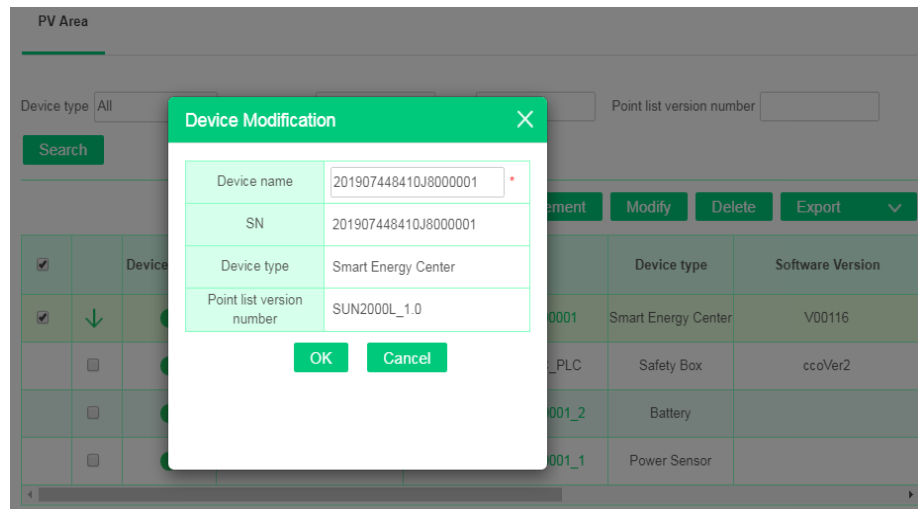 PV Area
Device type All
Point list version number
Search
Device Modification
Device name 201907448410J8000001 *
SN 201907448410J8000001
Device type Smart Energy Center
Point list version
number
SUN2000L_1.0
OK Cancel
Modify Delete Export
Device Device type Software Version
0001 Smart Energy Center V00116
_PLC Safety Box ccoVer2
0001_2 Battery
0001_1 Power Sensor